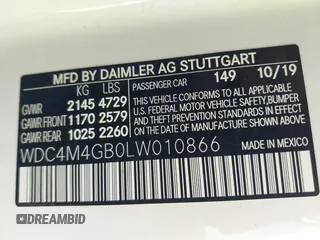 MFD BY DAIMLER AG STUTTGART
KG LBS PASSENGER CAR 149 10/19
GVWR 2145 4729 THIS VEHICLE CONFORMS TO ALL APPLICABLE
GAWR FRONT 1170 2579 U.S. FEDERAL MOTOR VEHICLE SAFETY,
GAWR REAR 1025 2260 BUMPER, AND THEFT PREVENTION STANDARDS
IN EFFECT ON THE DATE OF MANUFACTURE
WDC4M4GB0LW010866
MADE IN MEXICO
DREAMBID